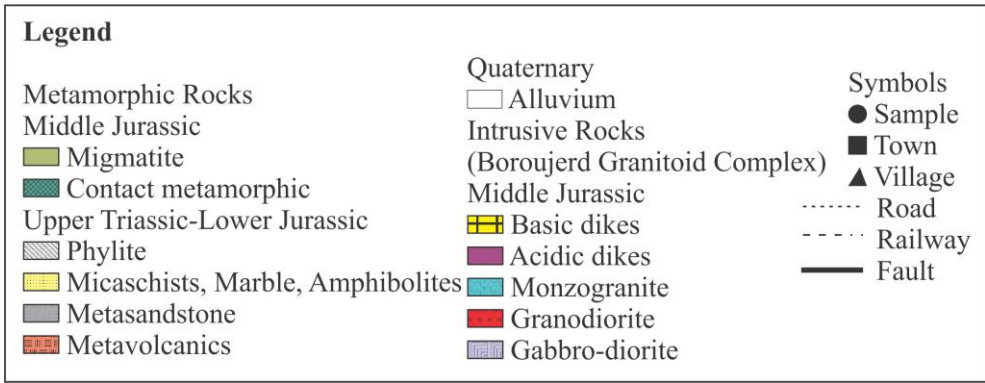 Legend
Metamorphic Rocks
Middle Jurassic
Migmatite
Contact metamorphic
Upper Triassic-Lower Jurassic
Phylite
Micaschists, Marble, Amphibolites
Metasandstone
Metavolcanics
Quaternary
Alluvium
Intrusive Rocks
(Boroujerd Granitoid Complex)
Middle Jurassic
Basic dikes
Acidic dikes
Monzogranite
Granodiorite
Gabbro-diorite
Symbols
Sample
Town
Village
Road
Railway
Fault